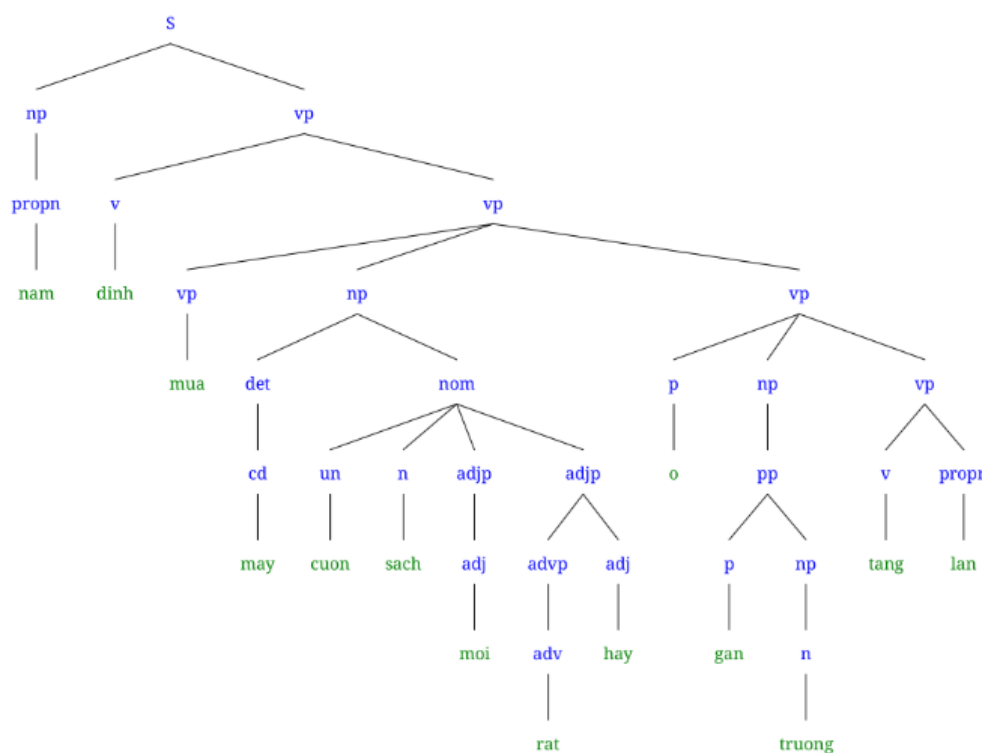 S
np vp
propn v vp
nam dinh vp np vp
mua det nom p np vp
cd un n adjp adjp o pp v propn
may cuon sach adj advp adj p np tang lan
moi adv hay gan n
rat truong